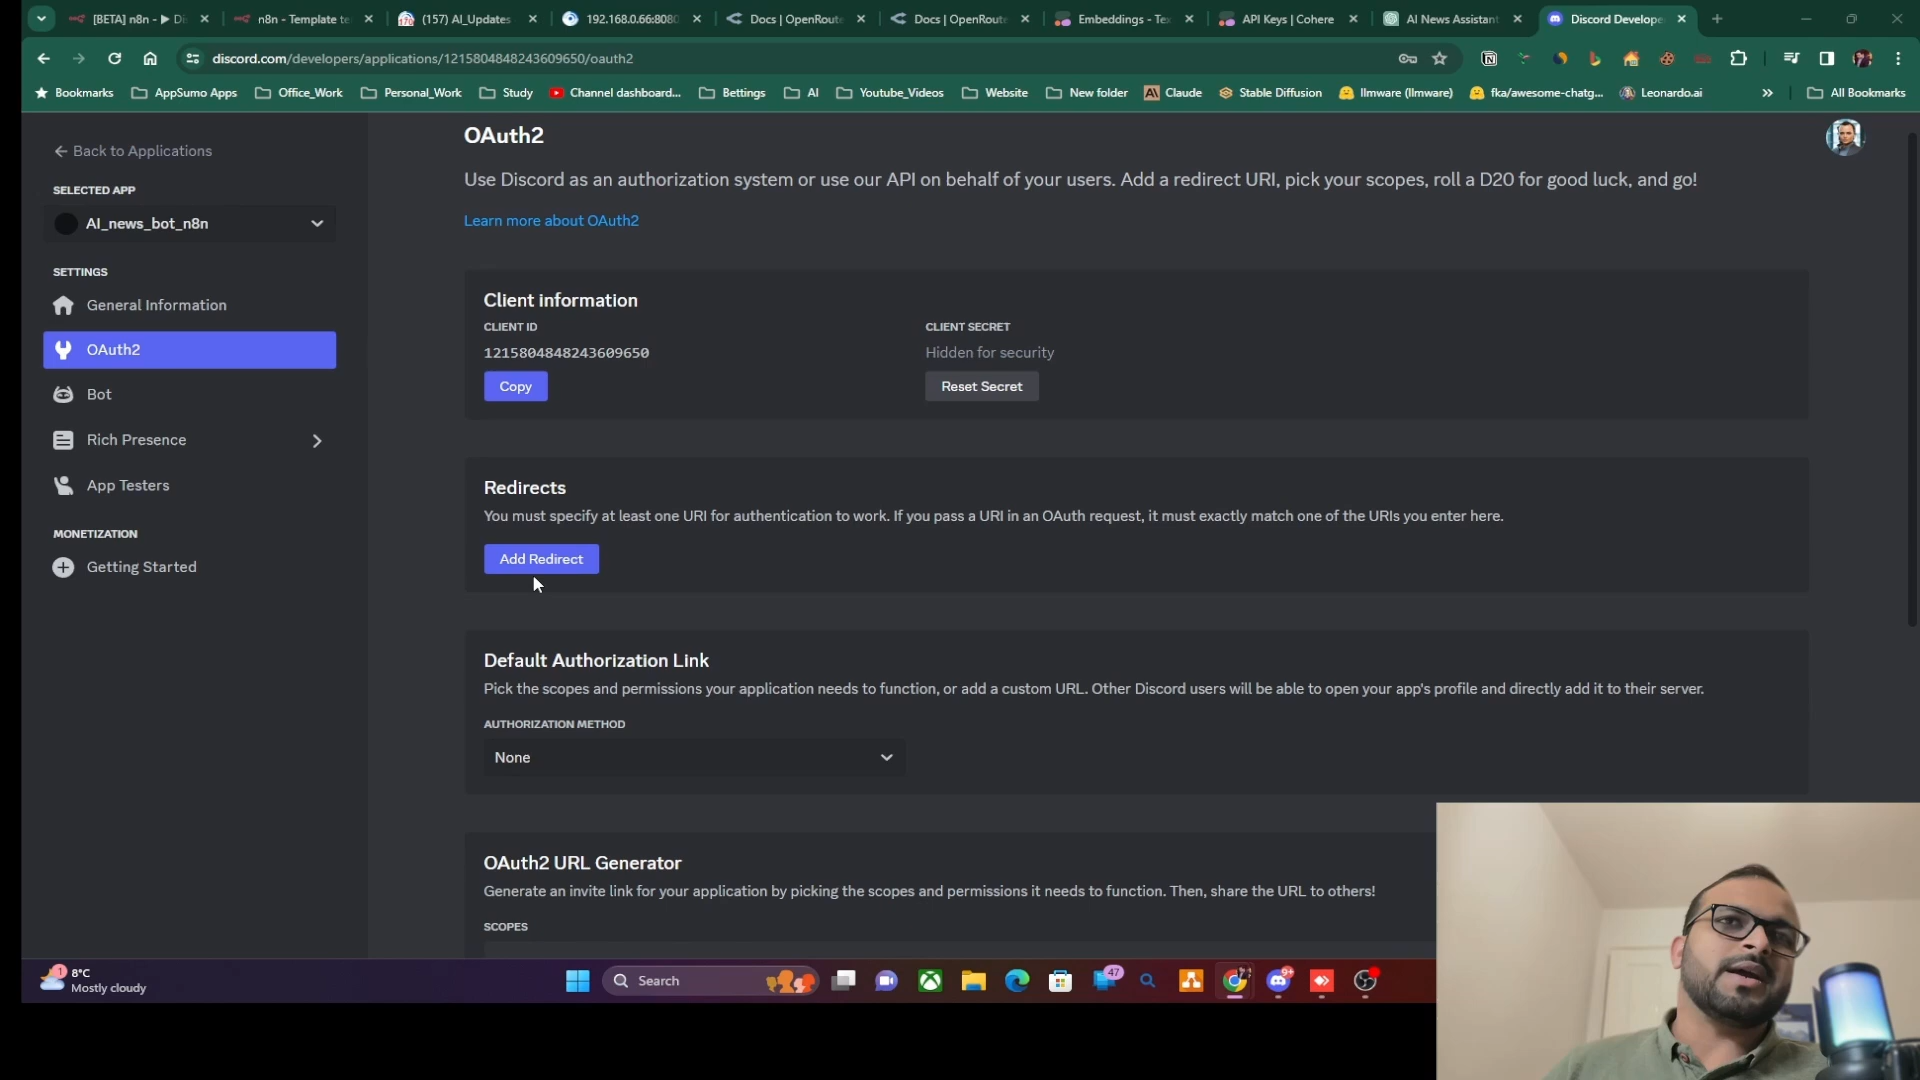 [BETA] n8n - ▶ Di
n8n - Template te
(157) AI_Updates
192.168.0.66:8080
Docs | OpenRoute
Docs | OpenRoute
Embeddings - Tex
API Keys | Cohere
AI News Assistant
Discord Develope
discord.com/developers/applications/1215804848243609650/oauth2
Bookmarks
AppSumo Apps
Office_Work
Personal_Work
Study
Channel dashboard...
Bettings
AI
Youtube_Videos
Website
New folder
Claude
Stable Diffusion
llmware (llmware)
fka/awesome-chatg...
Leonardo.ai
All Bookmarks
Back to Applications
SELECTED APP
AI_news_bot_n8n
SETTINGS
General Information
OAuth2
Bot
Rich Presence
App Testers
MONETIZATION
Getting Started
OAuth2
Use Discord as an authorization system or use our API on behalf of your users. Add a redirect URI, pick your scopes, roll a D20 for good luck, and go!
Learn more about OAuth2
Client information
CLIENT ID
1215804848243609650
Copy
CLIENT SECRET
Hidden for security
Reset Secret
Redirects
You must specify at least one URI for authentication to work. If you pass a URI in an OAuth request, it must exactly match one of the URIs you enter here.
Add Redirect
Default Authorization Link
Pick the scopes and permissions your application needs to function, or add a custom URL. Other Discord users will be able to open your app's profile and directly add it to their server.
AUTHORIZATION METHOD
None
OAuth2 URL Generator
Generate an invite link for your application by picking the scopes and permissions it needs to function. Then, share the URL to others!
SCOPES
1
8°C
Mostly cloudy
Search
47
9+